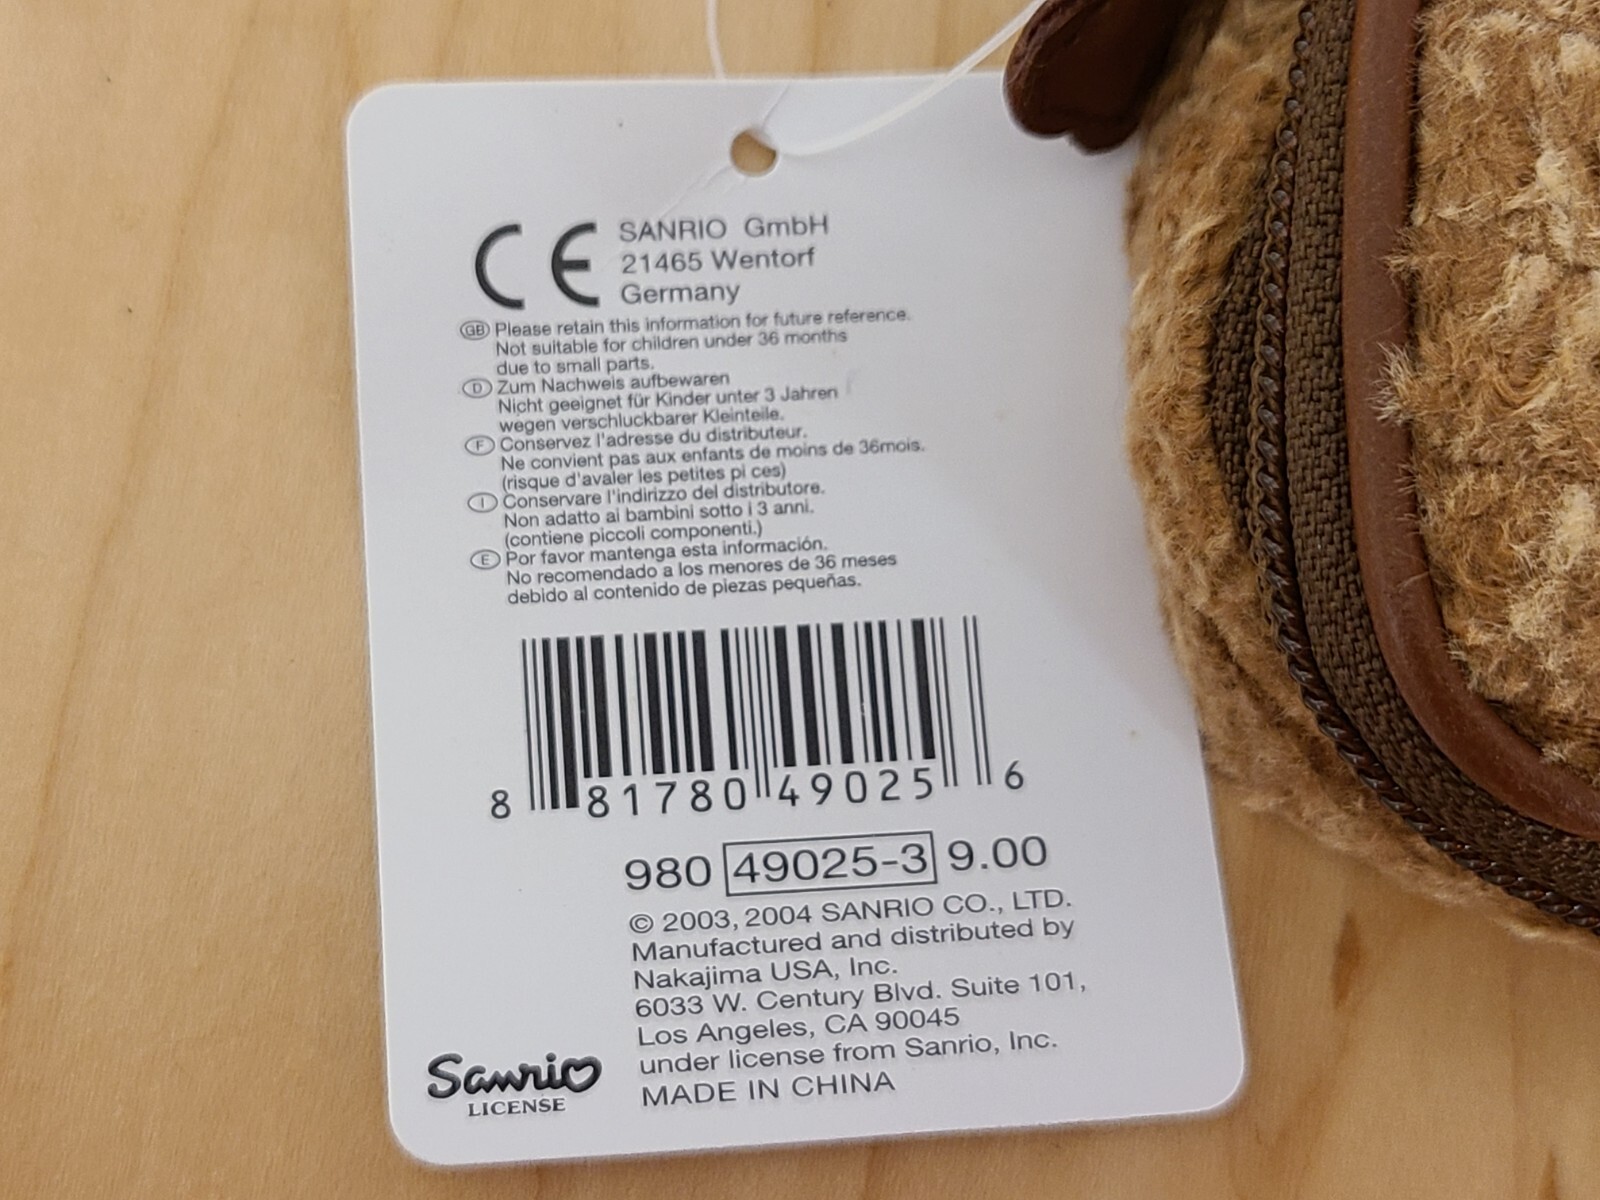 CE SANRIO GmbH
21465 Wentorf
Germany
GB Please retain this information for future reference.
Not suitable for children under 36 months
due to small parts.
D Zum Nachweis aufbewaren
Nicht geeignet für Kinder unter 3 Jahren
wegen verschluckbarer Kleinteile.
F Conservez l'adresse du distributeur.
Ne convient pas aux enfants de moins de 36mois.
(risque d'avaler les petites pi ces)
I Conservare l'indirizzo del distributore.
Non adatto ai bambini sotto i 3 anni.
(contiene piccoli componenti.)
E Por favor mantenga esta información.
No recomendado a los menores de 36 meses
debido al contenido de piezas pequeñas.
8 81780 49025 6
980 49025-3 9.00
© 2003, 2004 SANRIO CO., LTD.
Manufactured and distributed by
Nakajima USA, Inc.
6033 W. Century Blvd. Suite 101,
Los Angeles, CA 90045
under license from Sanrio, Inc.
MADE IN CHINA
Sanrio
LICENSE